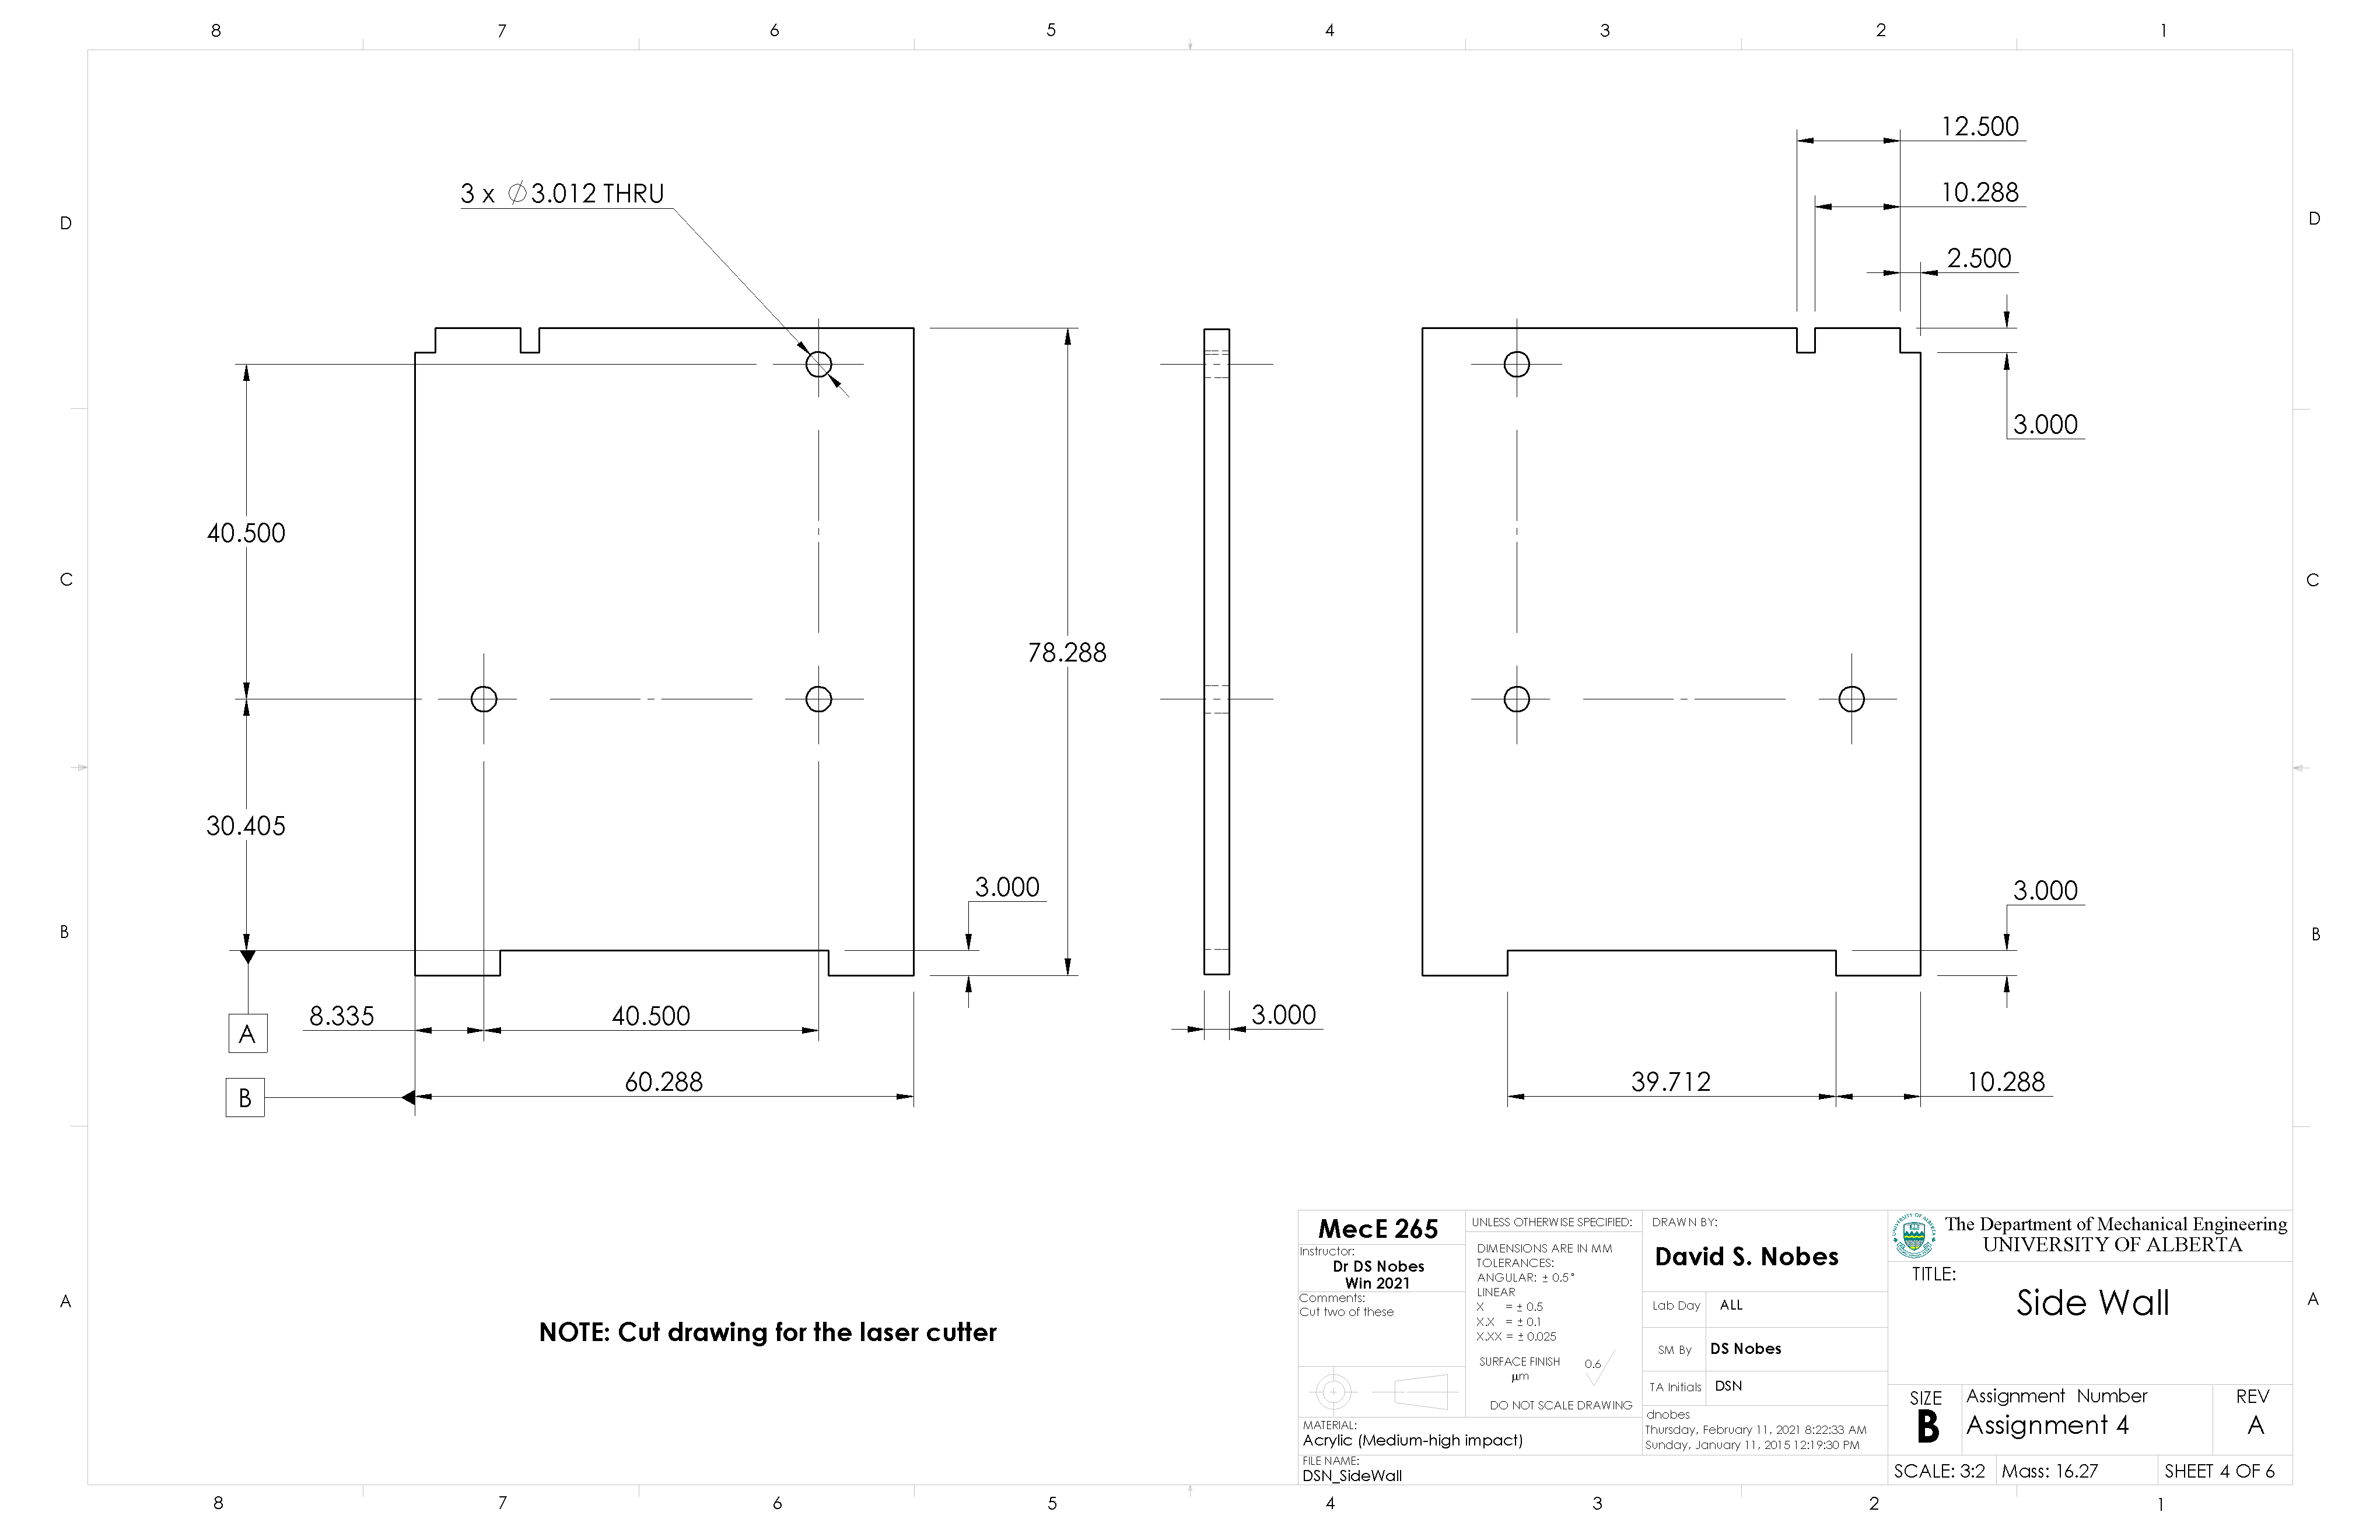 8 7 6 5 4 3 2 1
12.500
3 x ⌀3.012 THRU
10.288
D
D
2.500
3.000
40.500
C
C
78.288
30.405
3.000
3.000
B
B
8.335
40.500
3.000
A
60.288
39.712
10.288
B
A
A
NOTE: Cut drawing for the laser cutter
MecE 265
Instructor:
Dr DS Nobes
Win 2021
Comments:
Cut two of these
UNLESS OTHERWISE SPECIFIED:
DIMENSIONS ARE IN MM
TOLERANCES:
ANGULAR: ± 0.5°
LINEAR
X = ± 0.5
X.X = ± 0.1
X.XX = ± 0.025
SURFACE FINISH 0.6
µm
DO NOT SCALE DRAWING
MATERIAL:
Acrylic (Medium-high impact)
FILE NAME:
DSN_SideWall
DRAWN BY:
David S. Nobes
Lab Day ALL
SM By DS Nobes
TA Initials DSN
dnobes
Thursday, February 11, 2021 8:22:33 AM
Sunday, January 11, 2015 12:19:30 PM
The Department of Mechanical Engineering
UNIVERSITY OF ALBERTA
TITLE:
Side Wall
SIZE
B
Assignment Number
Assignment 4
REV
A
SCALE: 3:2
Mass: 16.27
SHEET 4 OF 6
8 7 6 5 4 3 2 1